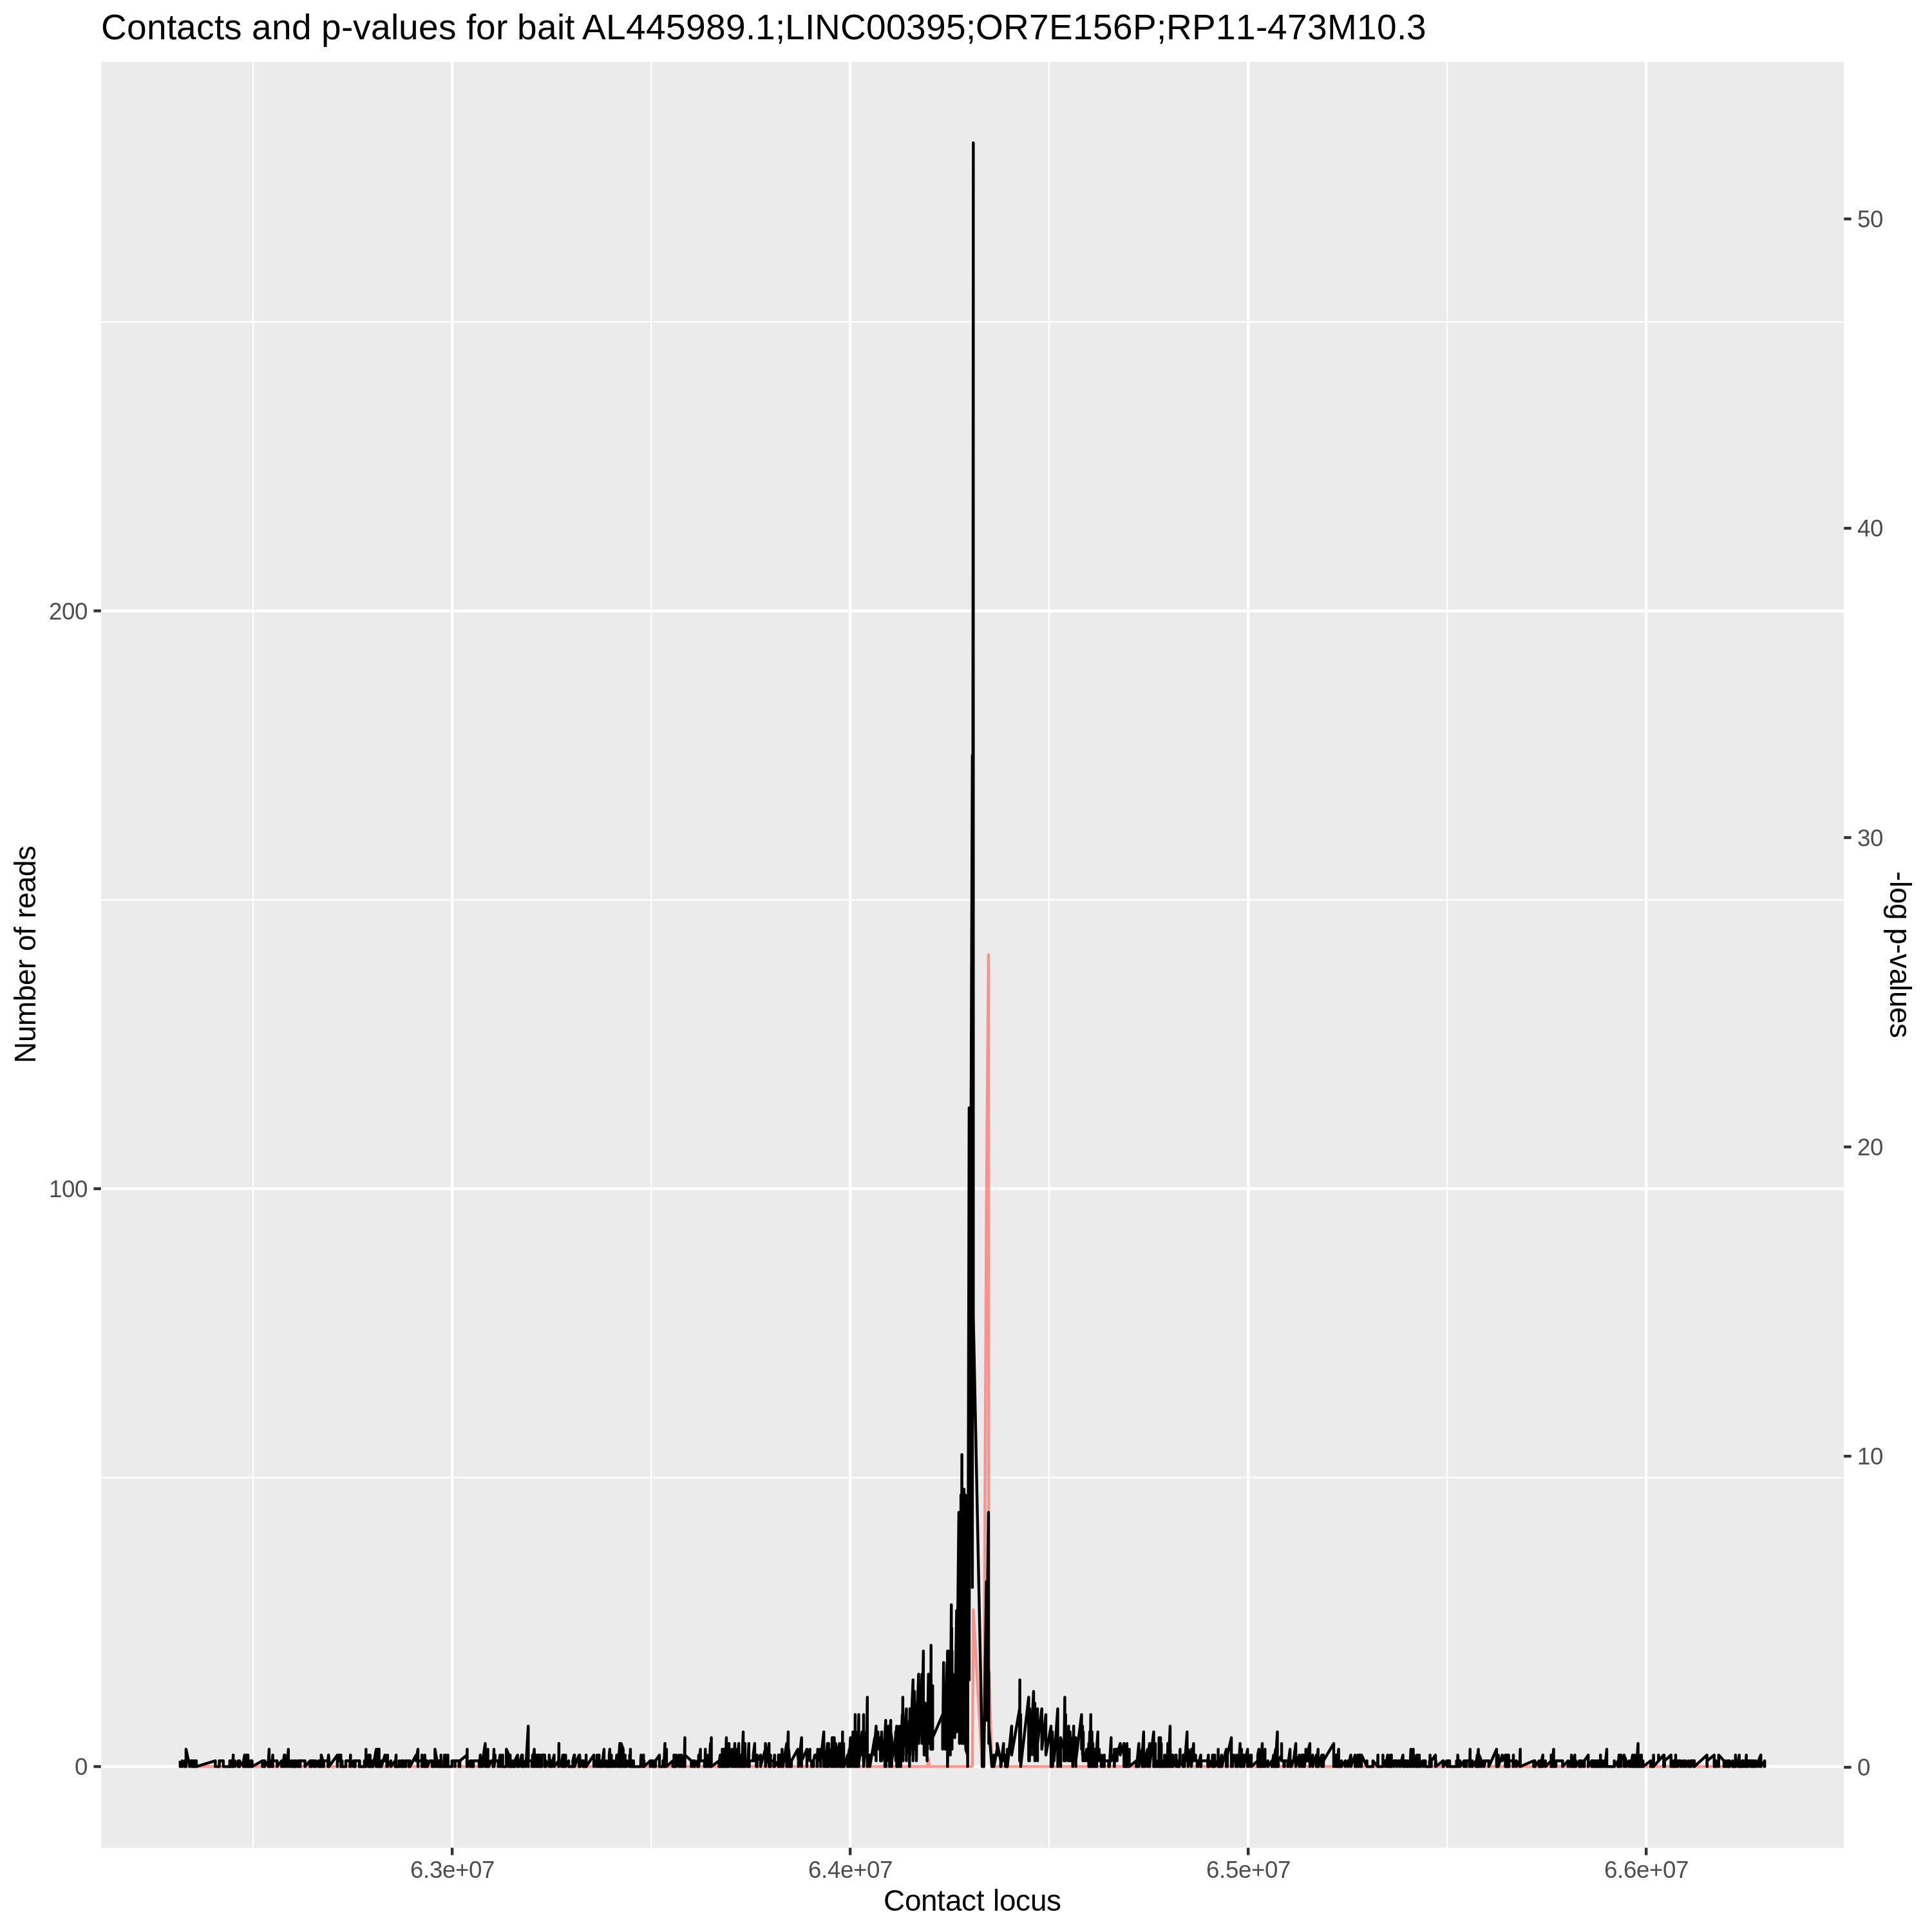 Contacts and p-values for bait AL445989.1;LINC00395;OR7E156P;RP11-473M10.3
50
40
200
30
Number of reads
-log p-values
20
100
10
0
0
6.3e+07
6.4e+07
6.5e+07
6.6e+07
Contact locus